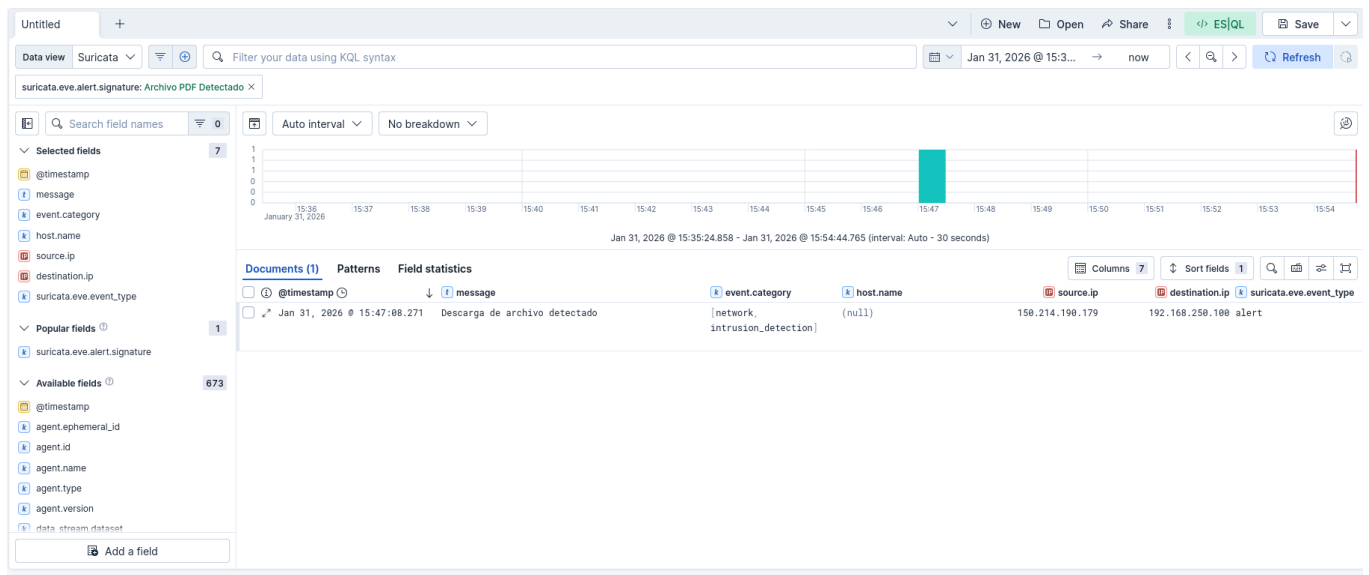 Untitled
New Open Share ES|QL Save
Data view Suricata Filter your data using KQL syntax Jan 31, 2026 @ 15:3... → now Refresh
suricata.eve.alert.signature: Archivo PDF Detectado ×
Search field names 0 Auto interval No breakdown
Selected fields 7
@timestamp
message
event.category
host.name
source.ip
destination.ip
suricata.eve.event_type
Popular fields 1
suricata.eve.alert.signature
Available fields 673
@timestamp
agent.ephemeral_id
agent.id
agent.name
agent.type
agent.version
data_stream.dataset
Add a field
1
1
1
0
0
0
15:36 15:37 15:38 15:39 15:40 15:41 15:42 15:43 15:44 15:45 15:46 15:47 15:48 15:49 15:50 15:51 15:52 15:53 15:54
January 31, 2026
Jan 31, 2026 @ 15:35:24.858 - Jan 31, 2026 @ 15:54:44.765 (interval: Auto - 30 seconds)
Documents (1) Patterns Field statistics Columns 7 Sort fields 1
@timestamp message event.category host.name source.ip destination.ip suricata.eve.event_type
Jan 31, 2026 @ 15:47:08.271 Descarga de archivo detectado [network, (null) 150.214.190.179 192.168.250.100 alert
intrusion_detection]